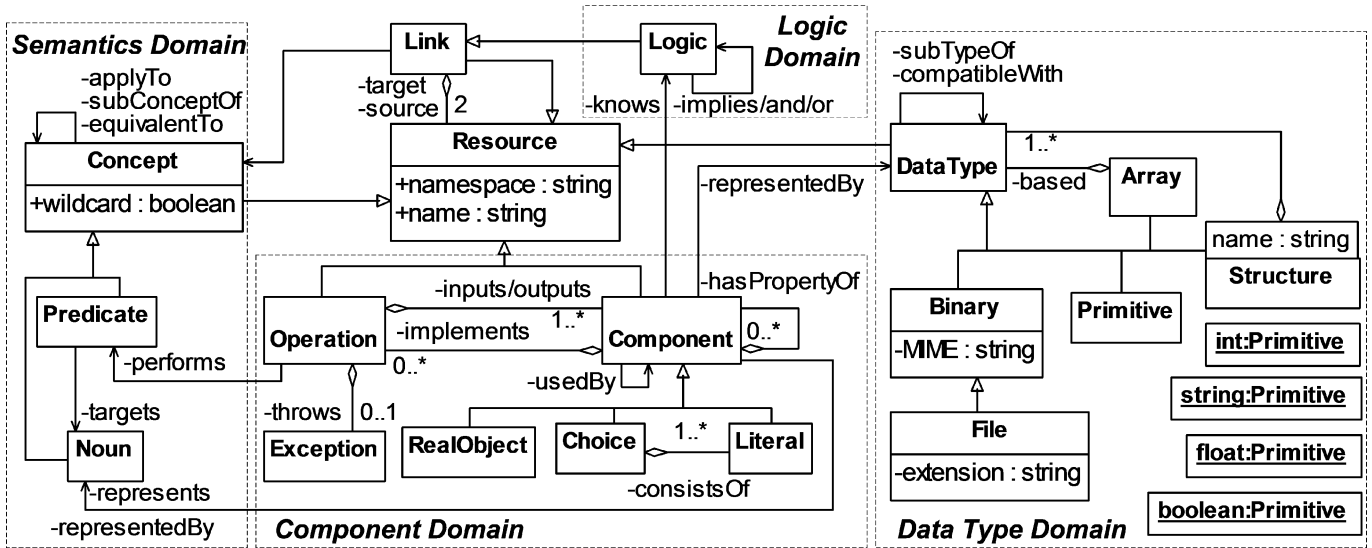 Semantics Domain
-applyTo
-subConceptOf
-equivalentTo
Concept
+wildcard : boolean
Predicate
-performs
-targets
Noun
-represents
-representedBy
Link
-target
-source
2
Resource
+namespace : string
+name : string
Logic
Logic
Domain
-knows
-implies/and/or
-representedBy
-hasPropertyOf
Operation
-inputs/outputs
1..*
-implements
0..*
Component
0..*
-usedBy
-throws
0..1
Exception
RealObject
Choice
1..*
Literal
-consistsOf
Component Domain
-subTypeOf
-compatibleWith
DataType
1..*
-based
Array
name : string
Structure
Binary
-MIME : string
Primitive
File
-extension : string
int:Primitive
string:Primitive
float:Primitive
boolean:Primitive
Data Type Domain